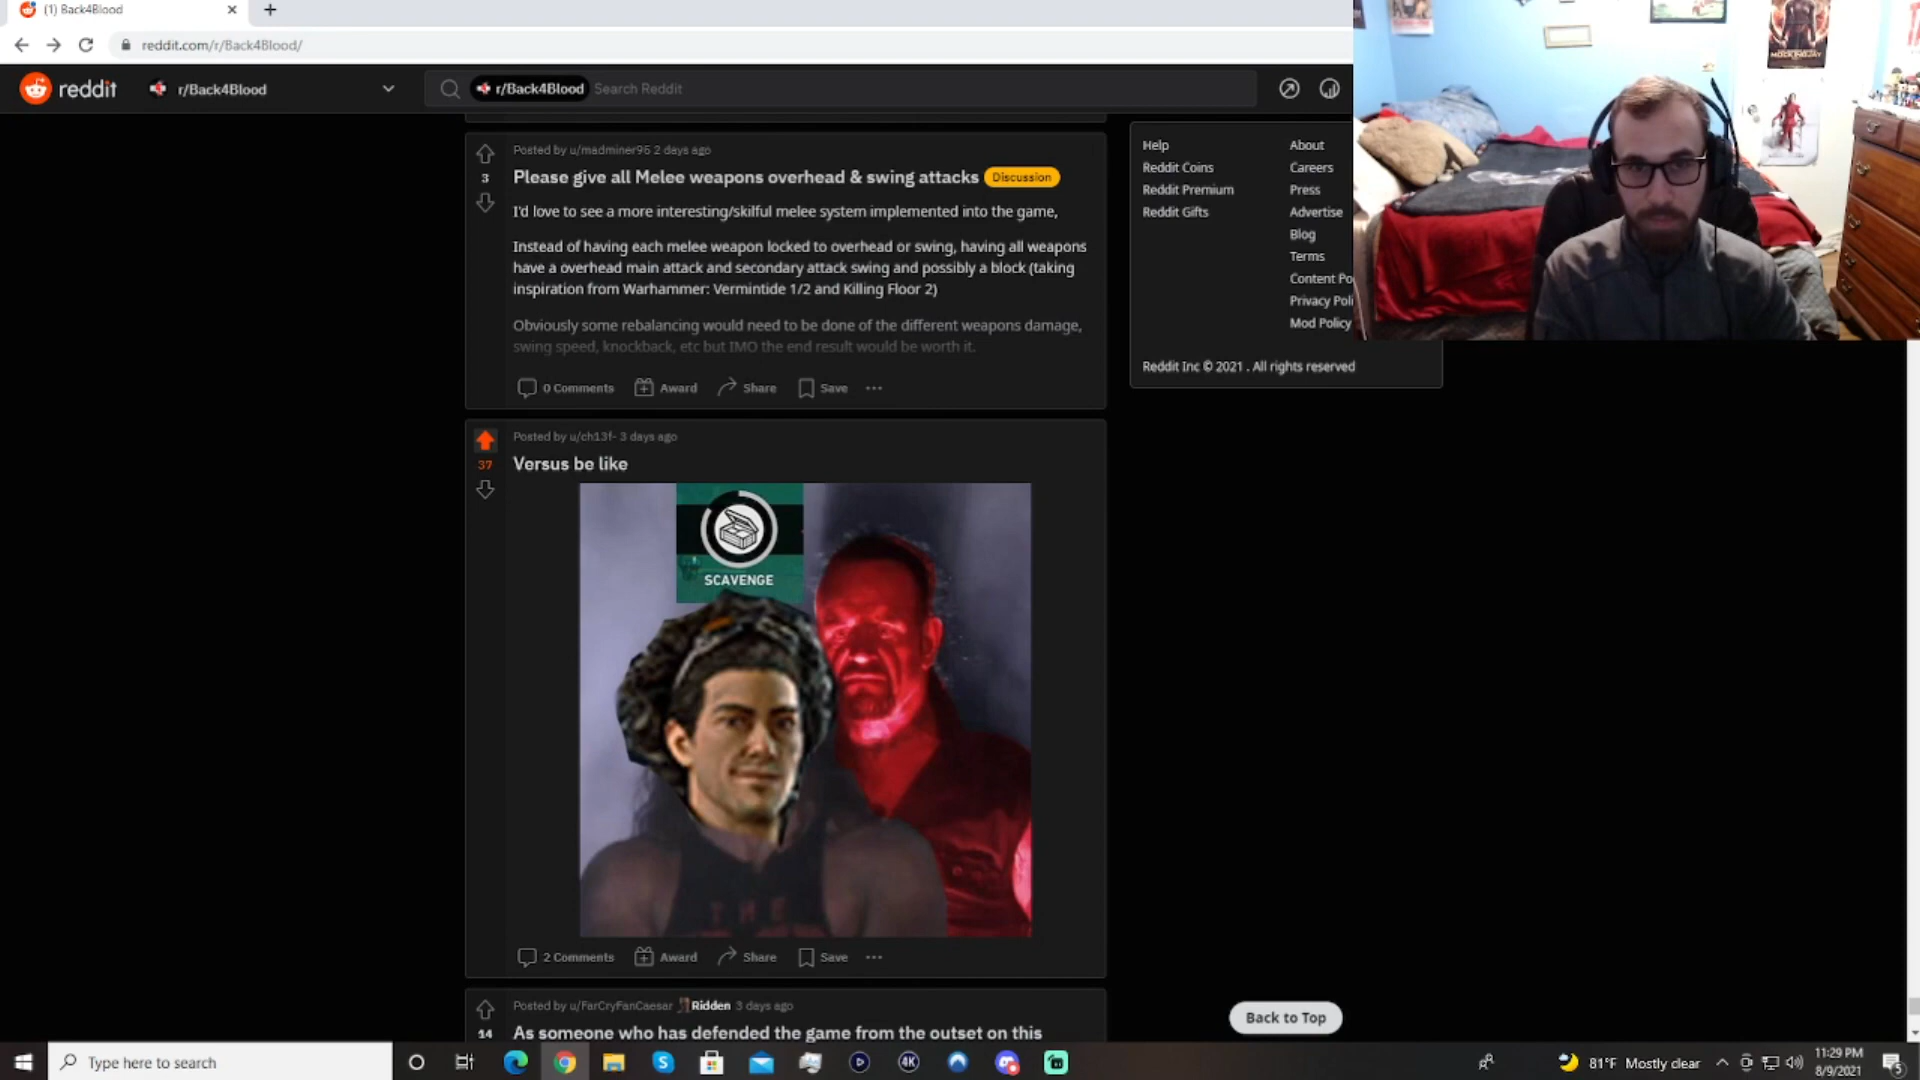 (1) Back4Blood
reddit.com/r/Back4Blood/
reddit
r/Back4Blood
r/Back4Blood
Search Reddit
Posted by u/madminer95 2 days ago
3
Please give all Melee weapons overhead & swing attacks
Discussion
I'd love to see a more interesting/skilful melee system implemented into the game,
Instead of having each melee weapon locked to overhead or swing, having all weapons
have a overhead main attack and secondary attack swing and possibly a block (taking
inspiration from Warhammer: Vermintide 1/2 and Killing Floor 2)
Obviously some rebalancing would need to be done of the different weapons damage,
swing speed, knockback, etc but IMO the end result would be worth it.
0 Comments
Award
Share
Save
Help
Reddit Coins
Reddit Premium
Reddit Gifts
About
Careers
Press
Advertise
Blog
Terms
Content Po
Privacy Poli
Mod Policy
Reddit Inc © 2021 . All rights reserved
MOCKINGJAY
Posted by u/ch13f- 3 days ago
37
Versus be like
SCAVENGE
THE
2 Comments
Award
Share
Save
Posted by u/FarCryFanCaesar Ridden 3 days ago
14
As someone who has defended the game from the outset on this
Back to Top
Type here to search
4K
81°F Mostly clear
11:29 PM
8/9/2021
5